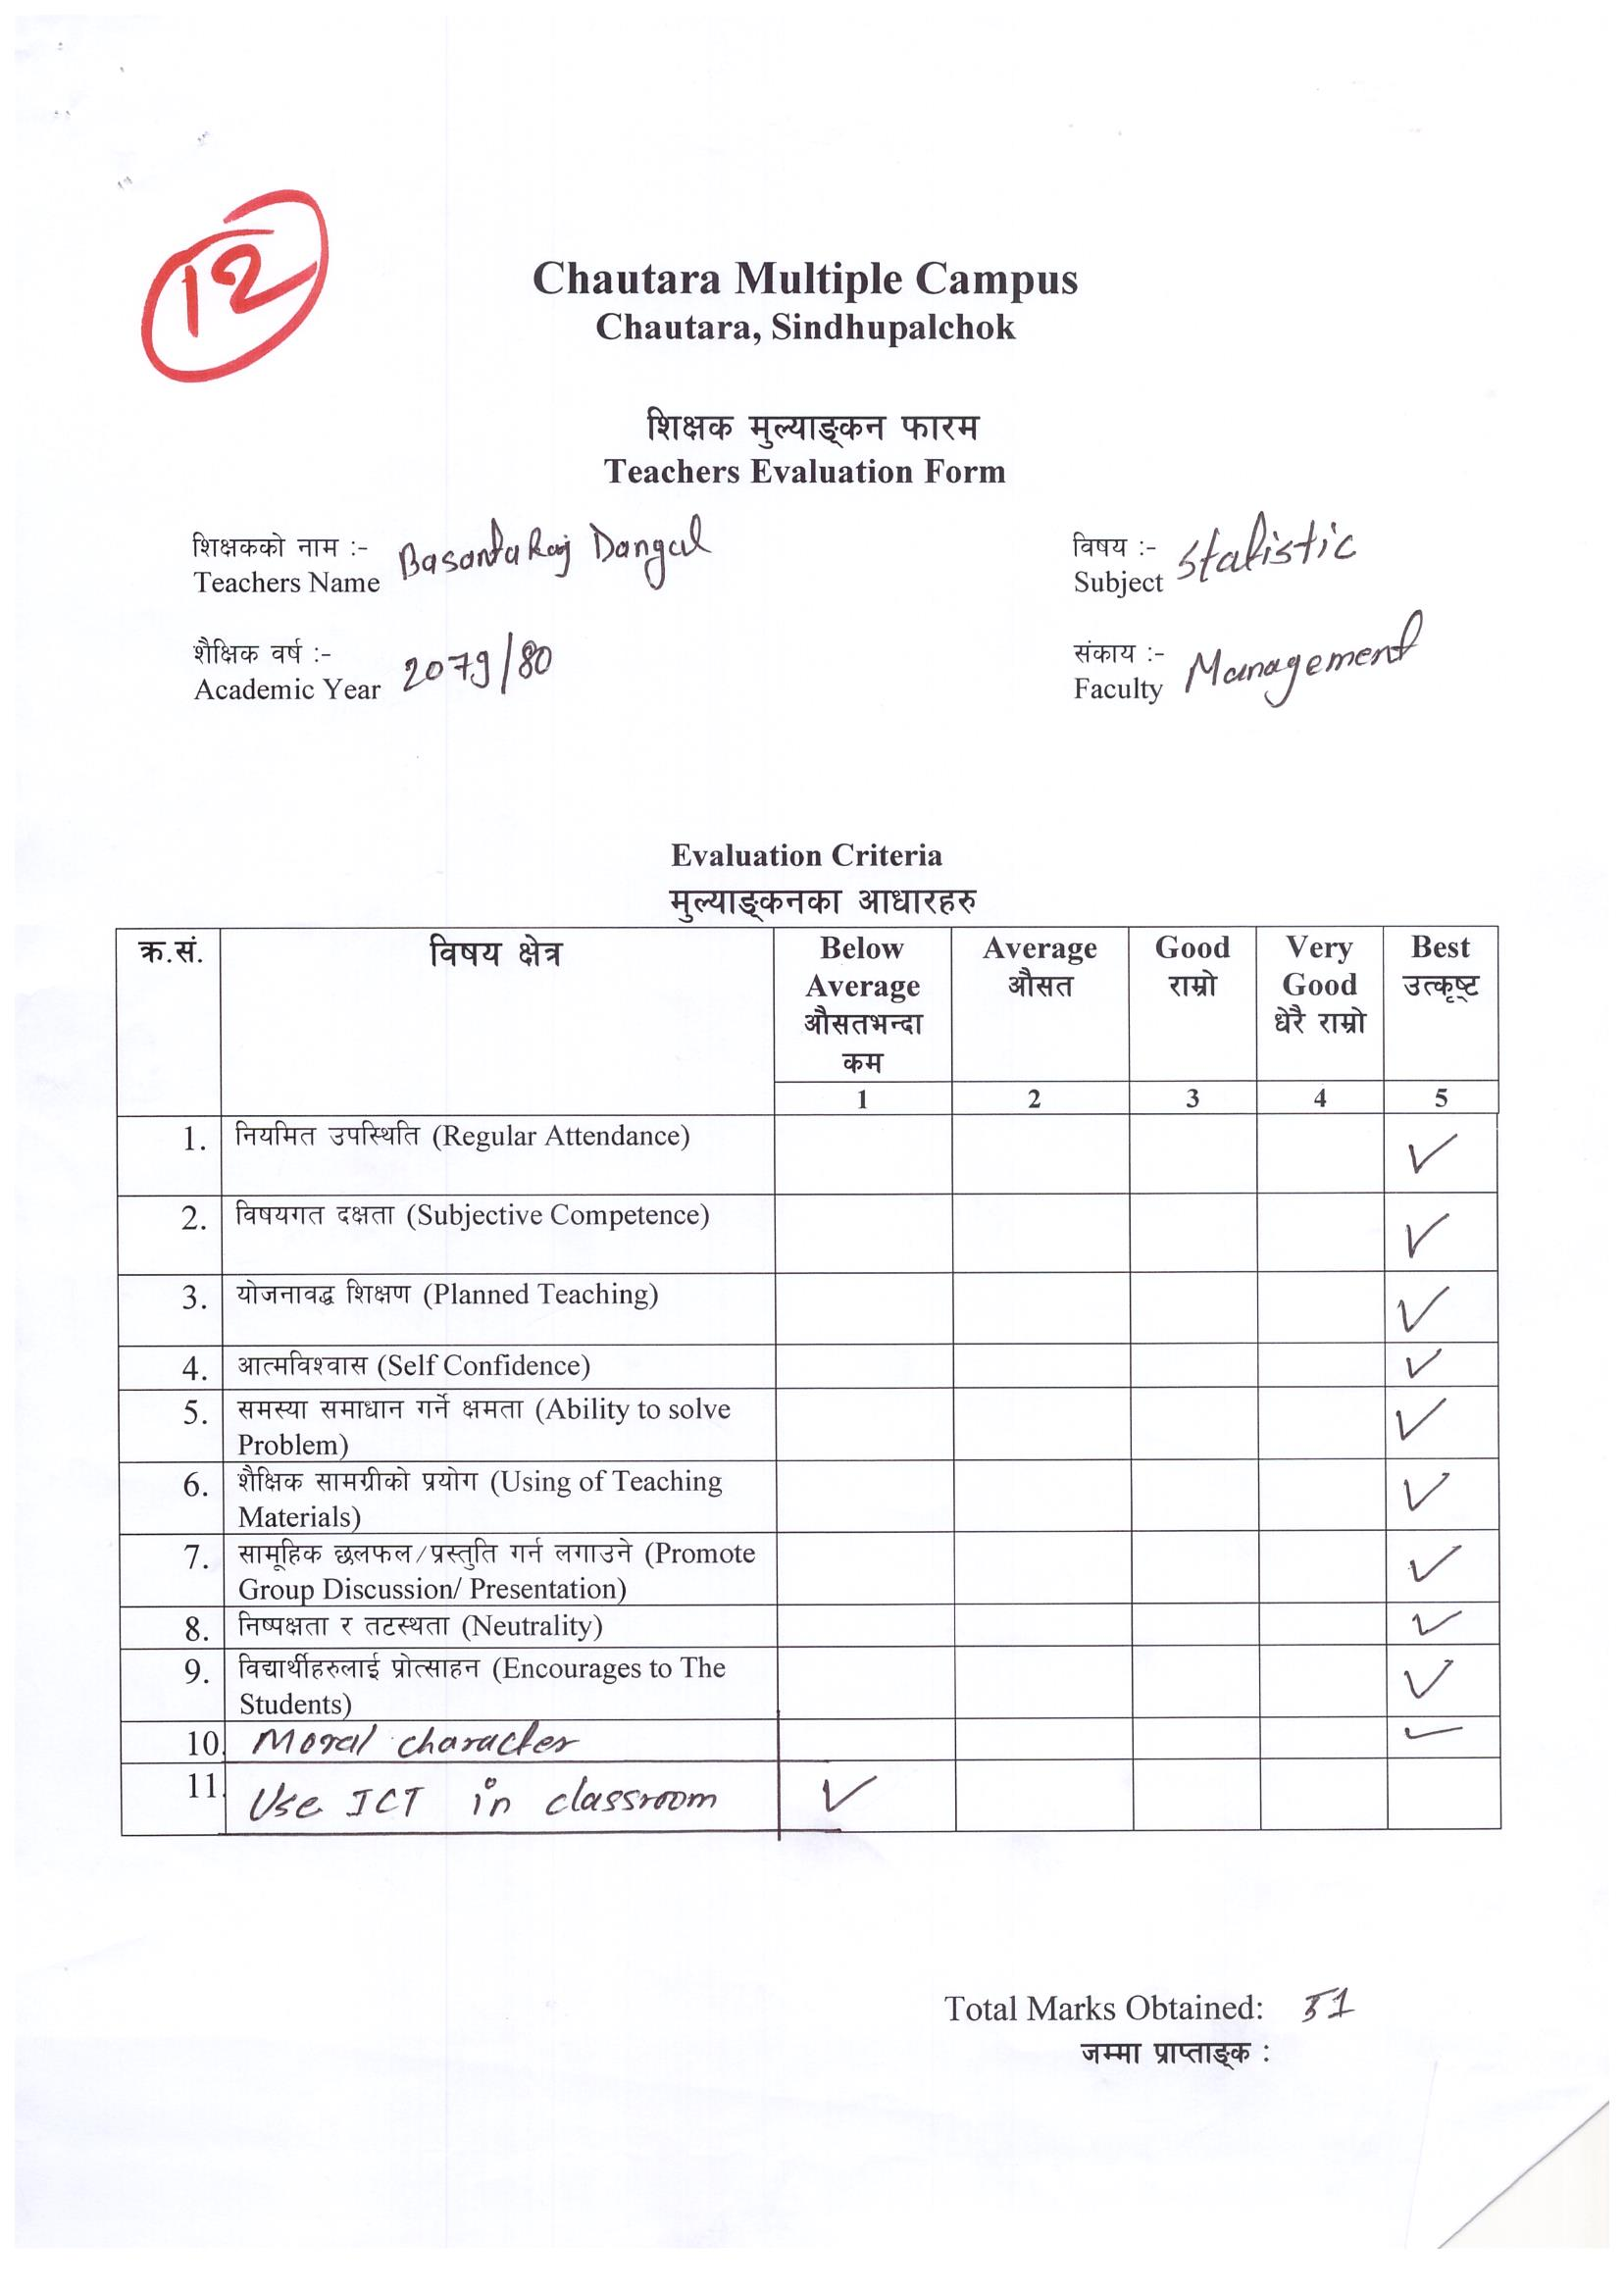 12
Chautara Multiple Campus
Chautara, Sindhupalchok
शिक्षक मुल्याङ्कन फारम
Teachers Evaluation Form
शिक्षकको नाम :- Basanta Raj Dangal विषय :- Statistic
Teachers Name Subject
शैक्षिक वर्ष :- 2079/80 संकाय :- Management
Academic Year Faculty
Evaluation Criteria
मुल्याङ्कनका आधारहरु
क्र.सं. विषय क्षेत्र Below Average Good Very Best
Average औसत राम्रो Good उत्कृष्ट
औसतभन्दा धेरै राम्रो
कम
1 2 3 4 5
1. नियमित उपस्थिति (Regular Attendance) ✓
2. विषयगत दक्षता (Subjective Competence) ✓
3. योजनावद्ध शिक्षण (Planned Teaching) ✓
4. आत्मविश्वास (Self Confidence) ✓
5. समस्या समाधान गर्ने क्षमता (Ability to solve ✓
Problem)
6. शैक्षिक सामग्रीको प्रयोग (Using of Teaching ✓
Materials)
7. सामूहिक छलफल/प्रस्तुति गर्न लगाउने (Promote ✓
Group Discussion/ Presentation)
8. निष्पक्षता र तटस्थता (Neutrality) ✓
9. विद्यार्थीहरुलाई प्रोत्साहन (Encourages to The ✓
Students)
10. Moral character ✓
11. Use ICT in classroom ✓
Total Marks Obtained: 51
जम्मा प्राप्ताङ्क :